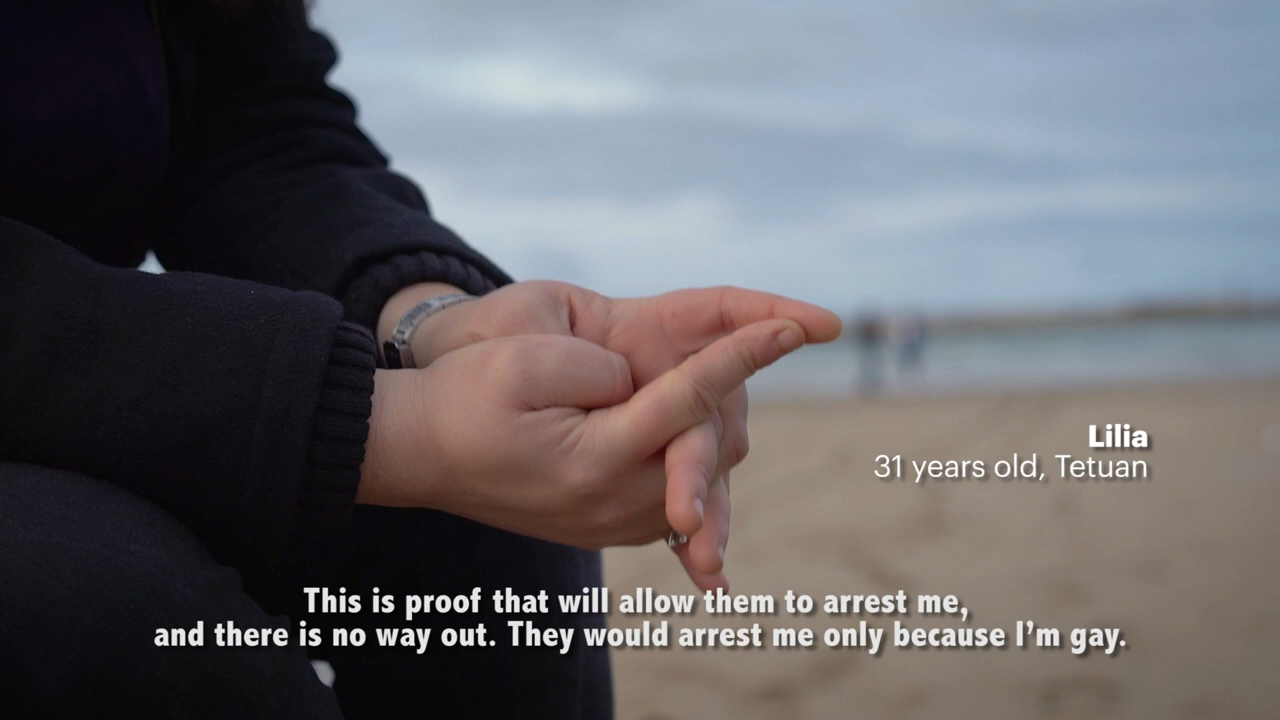 Lilia
31 years old, Tetuan
This is proof that will allow them to arrest me,
and there is no way out. They would arrest me only because I'm gay.